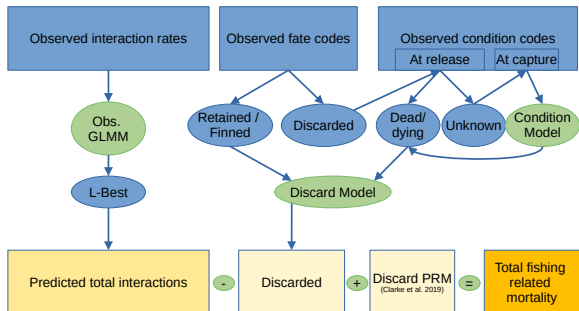 Observed interaction rates
Observed fate codes
Observed condition codes
At release
At capture
Obs.
GLMM
Retained /
Finned
Discarded
Dead/
dying
Unknown
Condition
Model
L-Best
Discard Model
Predicted total interactions
-
Discarded
+
Discard PRM
(Clarke et al. 2019)
=
Total fishing
related
mortality